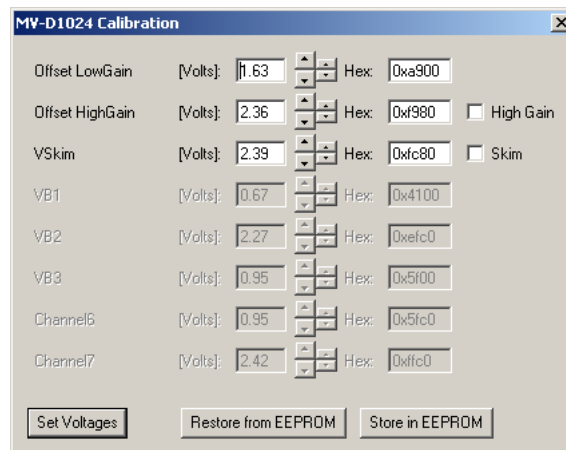 MV-D1024 Calibration
Offset LowGain [Volts]: 1.63 Hex: 0xa900
Offset HighGain [Volts]: 2.36 Hex: 0xf980 High Gain
VSkim [Volts]: 2.39 Hex: 0xfc80 Skim
VB1 [Volts]: 0.67 Hex: 0x4100
VB2 [Volts]: 2.27 Hex: 0xefc0
VB3 [Volts]: 0.95 Hex: 0x5f00
Channel6 [Volts]: 0.95 Hex: 0x5fc0
Channel7 [Volts]: 2.42 Hex: 0xffc0
Set Voltages Restore from EEPROM Store in EEPROM